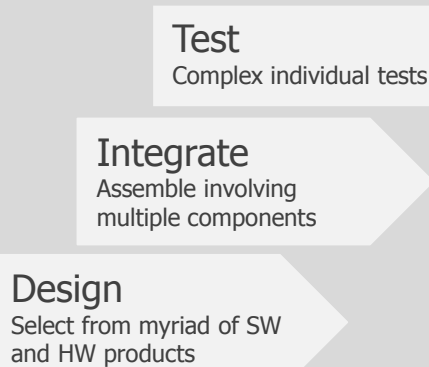 Test
Complex individual tests
Integrate
Assemble involving
multiple components
Design
Select from myriad of SW
and HW products